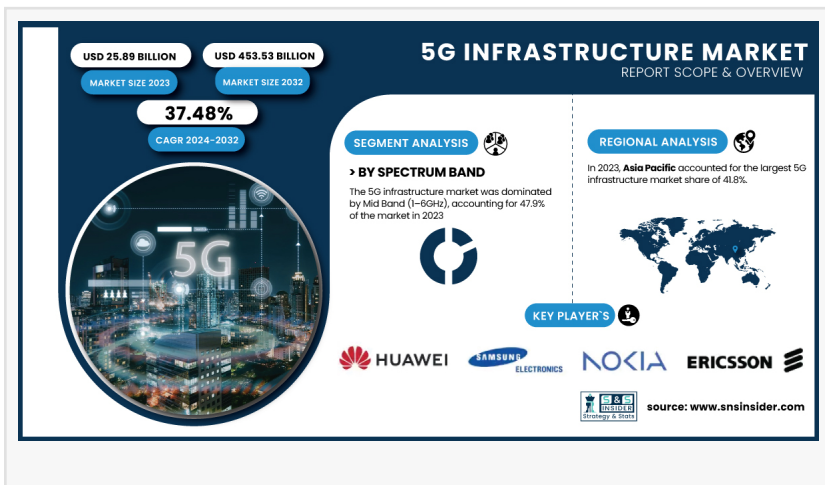 5G INFRASTRUCTURE MARKET
REPORT SCOPE & OVERVIEW
USD 25.89 BILLION
MARKET SIZE 2023
USD 453.53 BILLION
MARKET SIZE 2032
37.48%
CAGR 2024-2032
5G
SEGMENT ANALYSIS
> BY SPECTRUM BAND
The 5G infrastructure market was dominated
by Mid Band (1–6GHz), accounting for 47.9%
of the market in 2023
REGIONAL ANALYSIS
In 2023, Asia Pacific accounted for the largest 5G
infrastructure market share of 41.8%.
KEY PLAYER`S
HUAWEI
SAMSUNG
ELECTRONICS
NOKIA
ERICSSON
S&S
INSIDER
Strategy & Stats
source: www.snsinsider.com